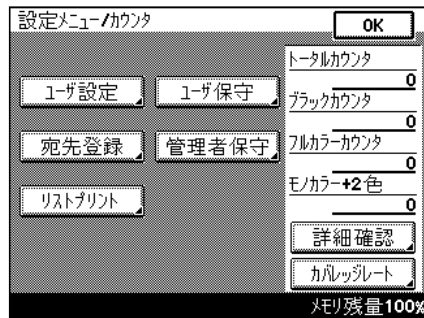 設定メニュー/カウンタ
OK
トータルカウンタ
0
ユーザ設定
ユーザ保守
ブラックカウンタ
0
宛先登録
管理者保守
フルカラーカウンタ
0
モノカラー+2色
0
リストプリント
詳細確認
カバレッジレート
メモリ残量100%